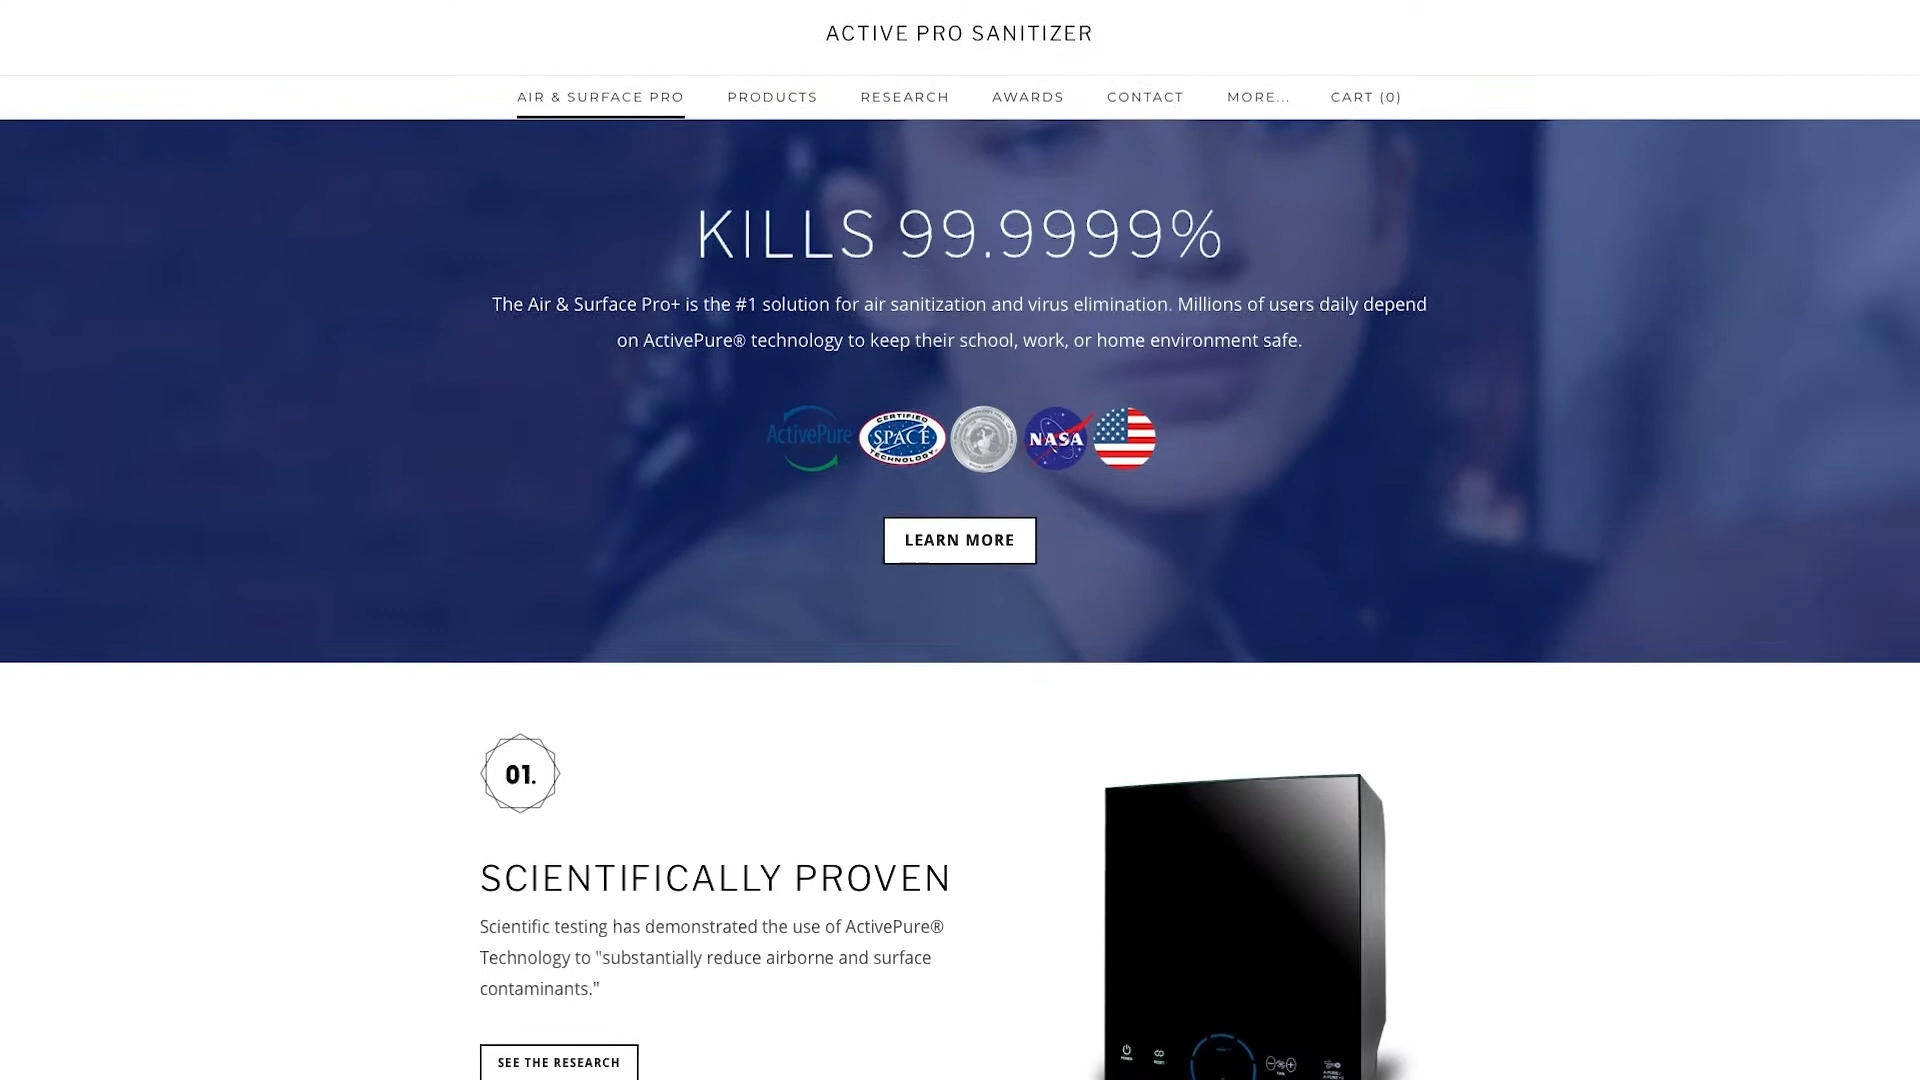 ACTIVE PRO SANITIZER
AIR & SURFACE PRO PRODUCTS RESEARCH AWARDS CONTACT MORE... CART (0)
KILLS 99.9999%
The Air & Surface Pro+ is the #1 solution for air sanitization and virus elimination. Millions of users daily depend
on ActivePure® technology to keep their school, work, or home environment safe.
ActivePure
CERTIFIED
SPACE
TECHNOLOGY
NASA
LEARN MORE
01.
SCIENTIFICALLY PROVEN
Scientific testing has demonstrated the use of ActivePure®
Technology to "substantially reduce airborne and surface
contaminants."
SEE THE RESEARCH